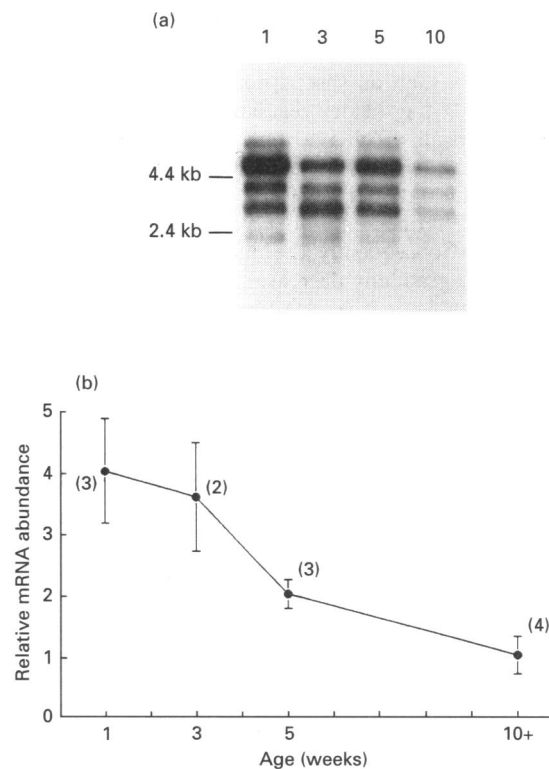 (a)
1 3 5 10
4.4 kb
2.4 kb
(b)
5
4
3
2
1
0
Relative mRNA abundance
(3)
(2)
(3)
(4)
1 3 5 10+
Age (weeks)